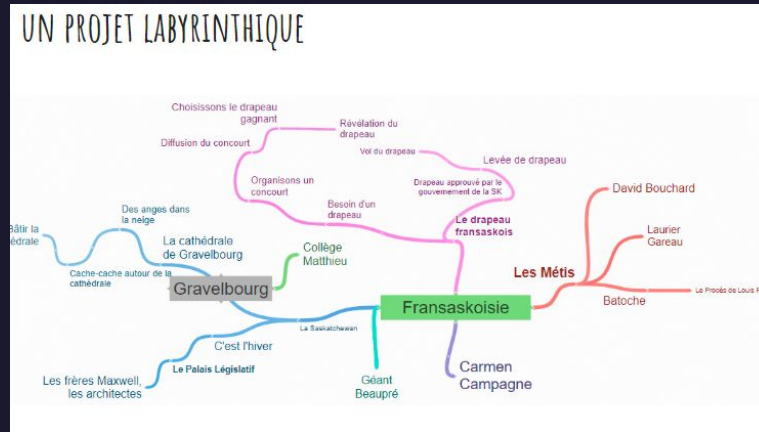 UN PROJET LABYRINTHIQUE
Choisissons le drapeau
gagnant
Révélation du
drapeau
Diffusion du concourt
Vol du drapeau
Levée de drapeau
Organisons un
concourt
Drapeau approuvé par le
gouvernement de la SK
Besoin d'un
drapeau
Le drapeau
fransaskois
David Bouchard
Laurier
Gareau
Les Métis
Batoche
Le Procès de Louis
Des anges dans
la neige
Bâtir la
La cathédrale
de Gravelbourg
Cache-cache autour de la
cathédrale
Collège
Matthieu
Gravelbourg
Fransaskoisie
La Saskatchewan
C'est l'hiver
Le Palais Législatif
Les frères Maxwell,
les architectes
Géant
Beaupré
Carmen
Campagne